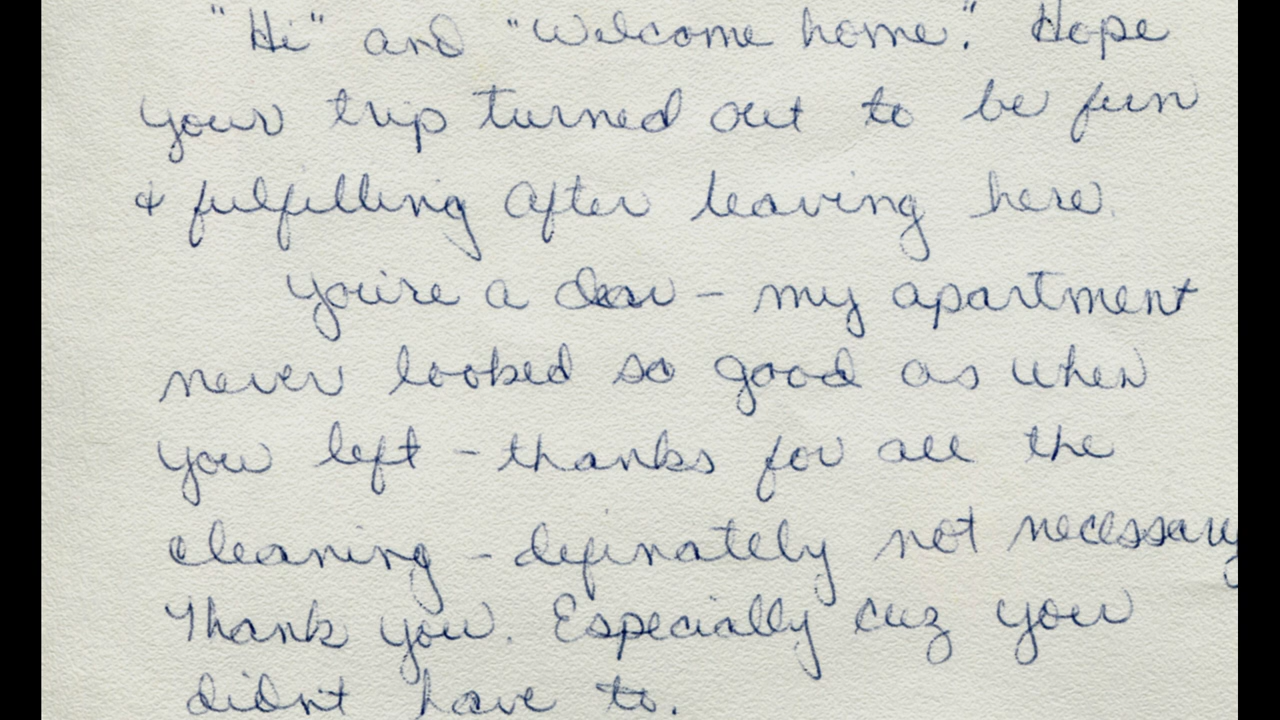 "Hi" and "Welcome home". Hope
your trip turned out to be fun
& fulfilling after leaving here.
You're a dear – my apartment
never looked so good as when
you left – thanks for all the
cleaning – definately not necessary
Thank you. Especially cuz you
didnt have to.